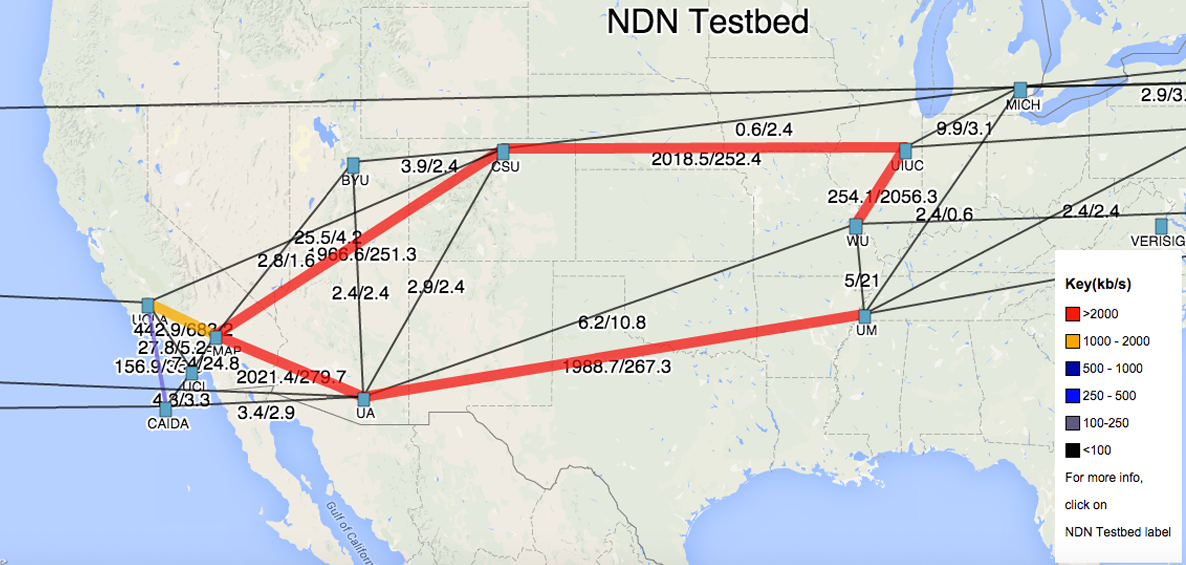 NDN Testbed
MICH
2.9/3.
0.6/2.4
9.9/3.1
3.9/2.4
CSU
2018.5/252.4
UIUC
BYU
254.1/2056.3
2.4/0.6
2.4/2.4
25.5/4.2
WU
VERISIG
2.8/1.6
966.6/251.3
2.4/2.4
2.9/2.4
5/21
UCLA
442.9/682.2
6.2/10.8
UM
27.8/5.2
MAP
156.9/3
/24.8
2021.4/279.7
1988.7/267.3
UCI
4.3/3.3
3.4/2.9
UA
CAIDA
Gulf of Californ
Key(kb/s)
>2000
1000 - 2000
500 - 1000
250 - 500
100-250
<100
For more info,
click on
NDN Testbed label